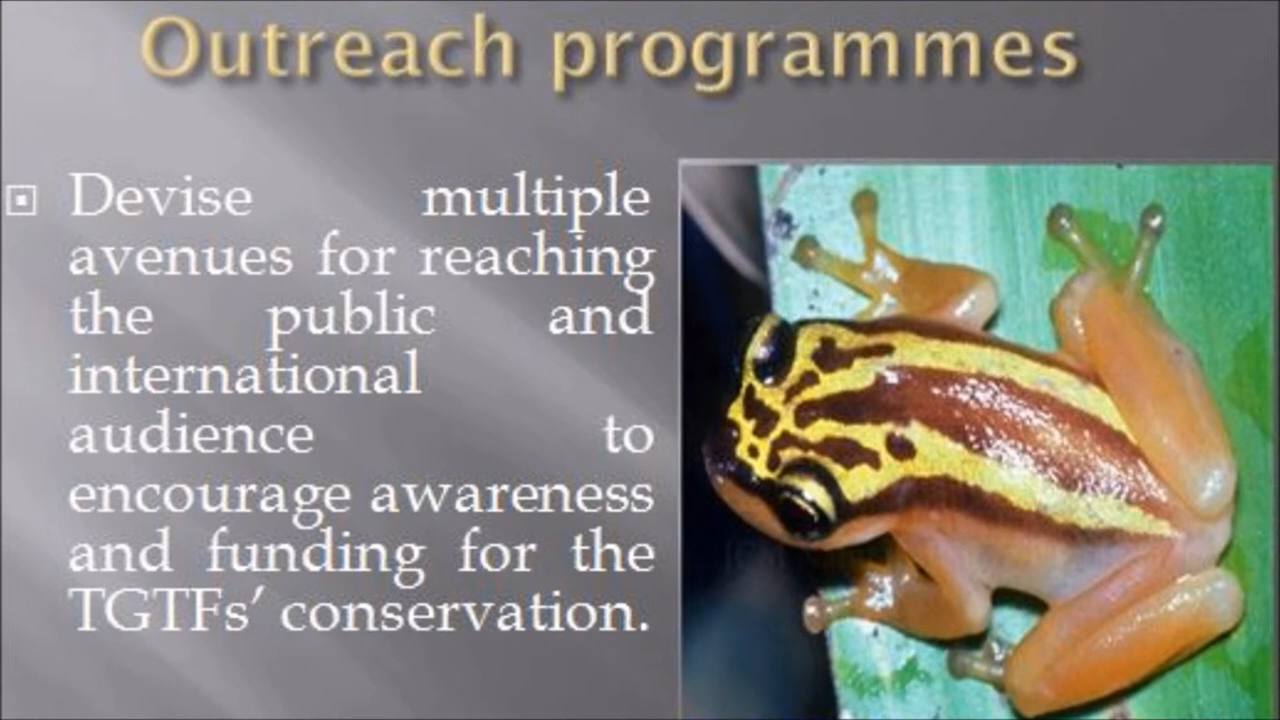 Outreach programmes
Devise multiple
avenues for reaching
the public and
international
audience to
encourage awareness
and funding for the
TGTFs’ conservation.